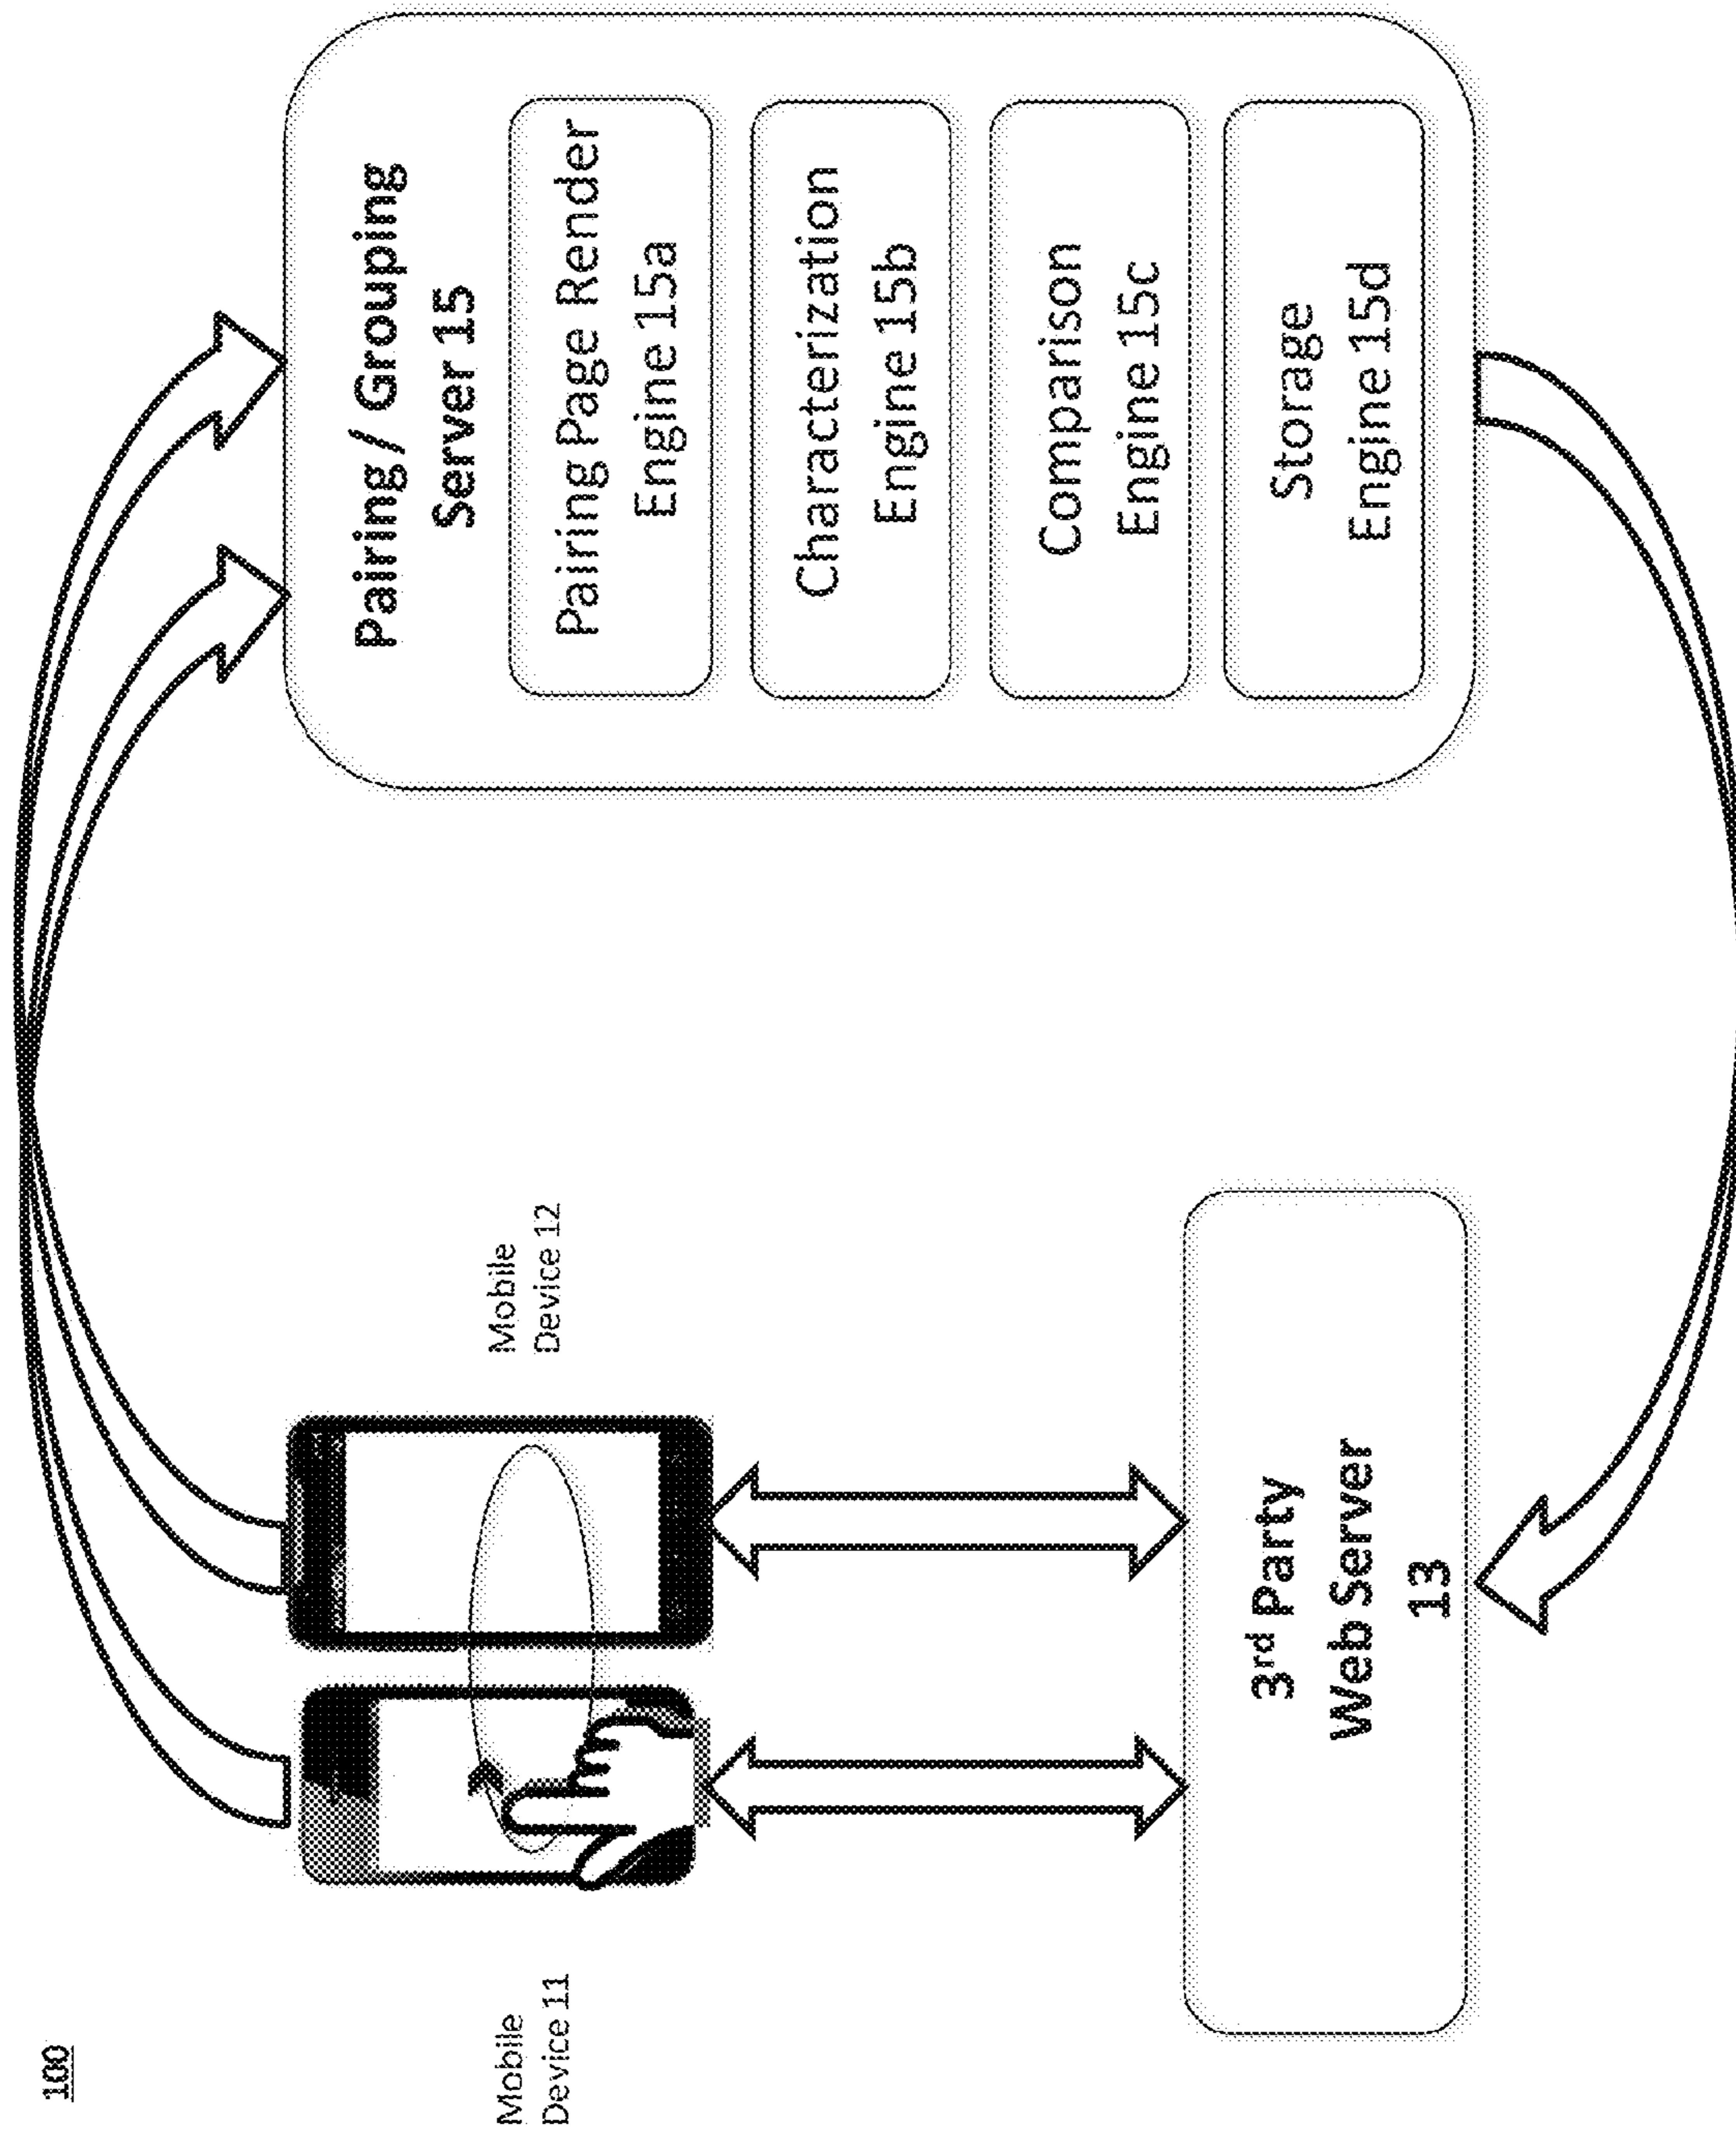 100
Mobile
Device 11
Mobile
Device 12
3rd Party
Web Server
13
Pairing / Grouping
Server 15
Pairing Page Render
Engine 15a
Characterization
Engine 15b
Comparison
Engine 15c
Storage
Engine 15d